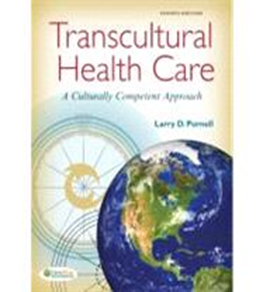 Transcultural
Health Care
A Culturally Competent Approach
Larry D. Purnell